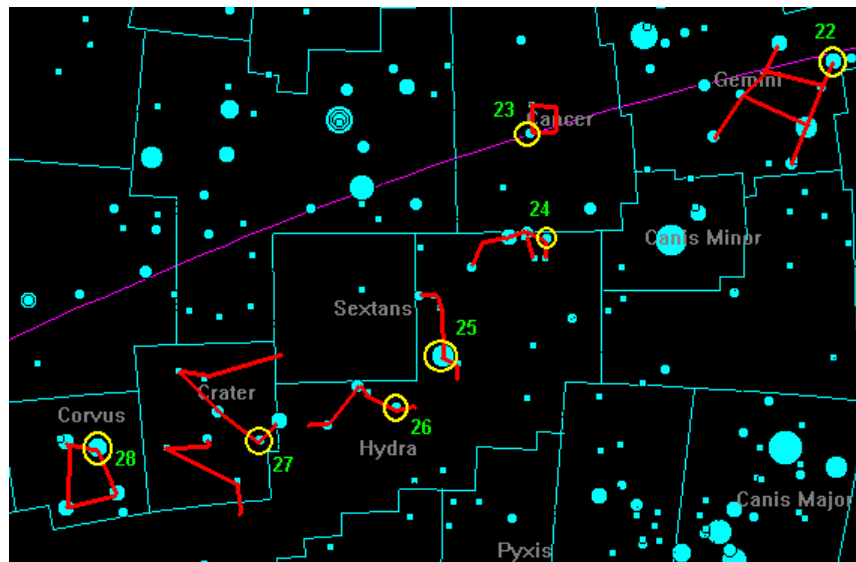 22
Gemini
23
Cancer
24
Canis Minor
Sextans
25
Crater
Corvus
26
Hydra
28
27
Canis Major
Pyxis